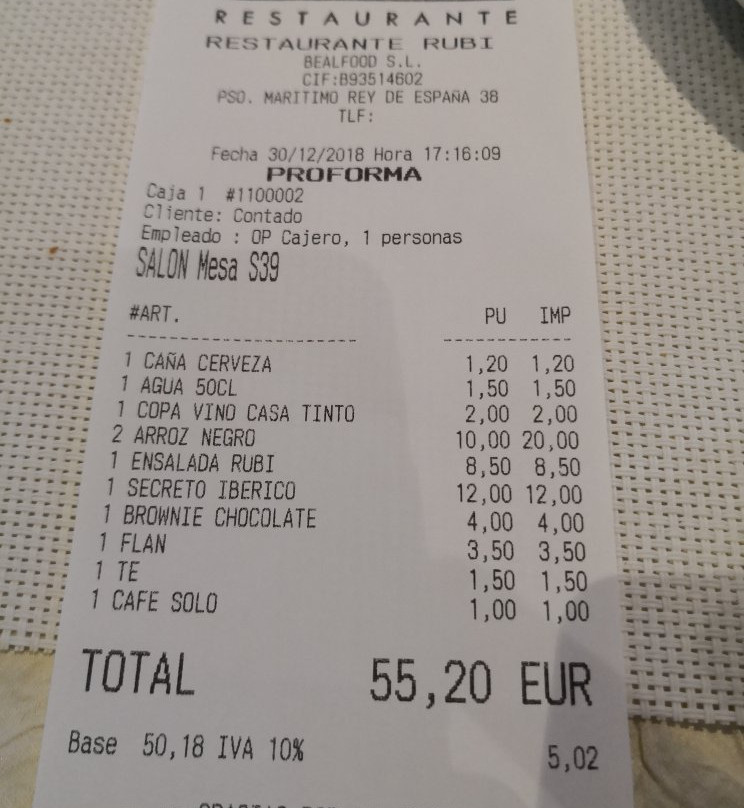 RESTAURANTE
RESTAURANTE RUBI
BEALFOOD S.L.
CIF:B93514602
PSO. MARITIMO REY DE ESPAÑA 38
TLF:
Fecha 30/12/2018 Hora 17:16:09
PROFORMA
Caja 1 #1100002
Cliente: Contado
Empleado : OP Cajero, 1 personas
SALON Mesa S39
#ART. PU IMP
1 CAÑA CERVEZA 1,20 1,20
1 AGUA 50CL 1,50 1,50
1 COPA VINO CASA TINTO 2,00 2,00
2 ARROZ NEGRO 10,00 20,00
1 ENSALADA RUBI 8,50 8,50
1 SECRETO IBERICO 12,00 12,00
1 BROWNIE CHOCOLATE 4,00 4,00
1 FLAN 3,50 3,50
1 TE 1,50 1,50
1 CAFE SOLO 1,00 1,00
TOTAL 55,20 EUR
Base 50,18 IVA 10% 5,02